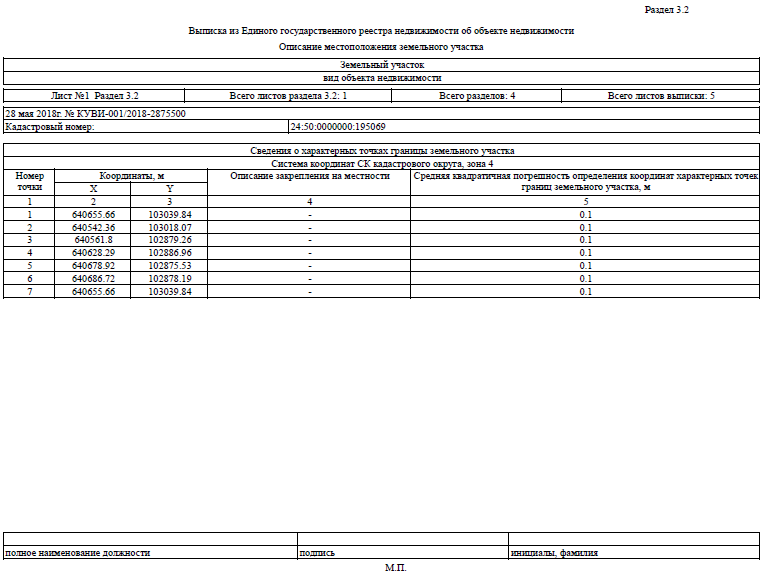 Раздел 3.2
Выписка из Единого государственного реестра недвижимости об объекте недвижимости
Описание местоположения земельного участка
Земельный участок
вид объекта недвижимости
Лист №1 Раздел 3.2 Всего листов раздела 3.2: 1 Всего разделов: 4 Всего листов выписки: 5
28 мая 2018г. № КУВИ-001/2018-2875500
Кадастровый номер: 24:50:0000000:195069
Сведения о характерных точках границы земельного участка
Система координат СК кадастрового округа, зона 4
Номер точки Координаты, м Описание закрепления на местности Средняя квадратичная погрешность определения координат характерных точек границ земельного участка, м
X Y
1 2 3 4 5
1 640655.66 103039.84 - 0.1
2 640542.36 103018.07 - 0.1
3 640561.8 102879.26 - 0.1
4 640628.29 102886.96 - 0.1
5 640678.92 102875.53 - 0.1
6 640686.72 102878.19 - 0.1
7 640655.66 103039.84 - 0.1
полное наименование должности подпись инициалы, фамилия
М.П.